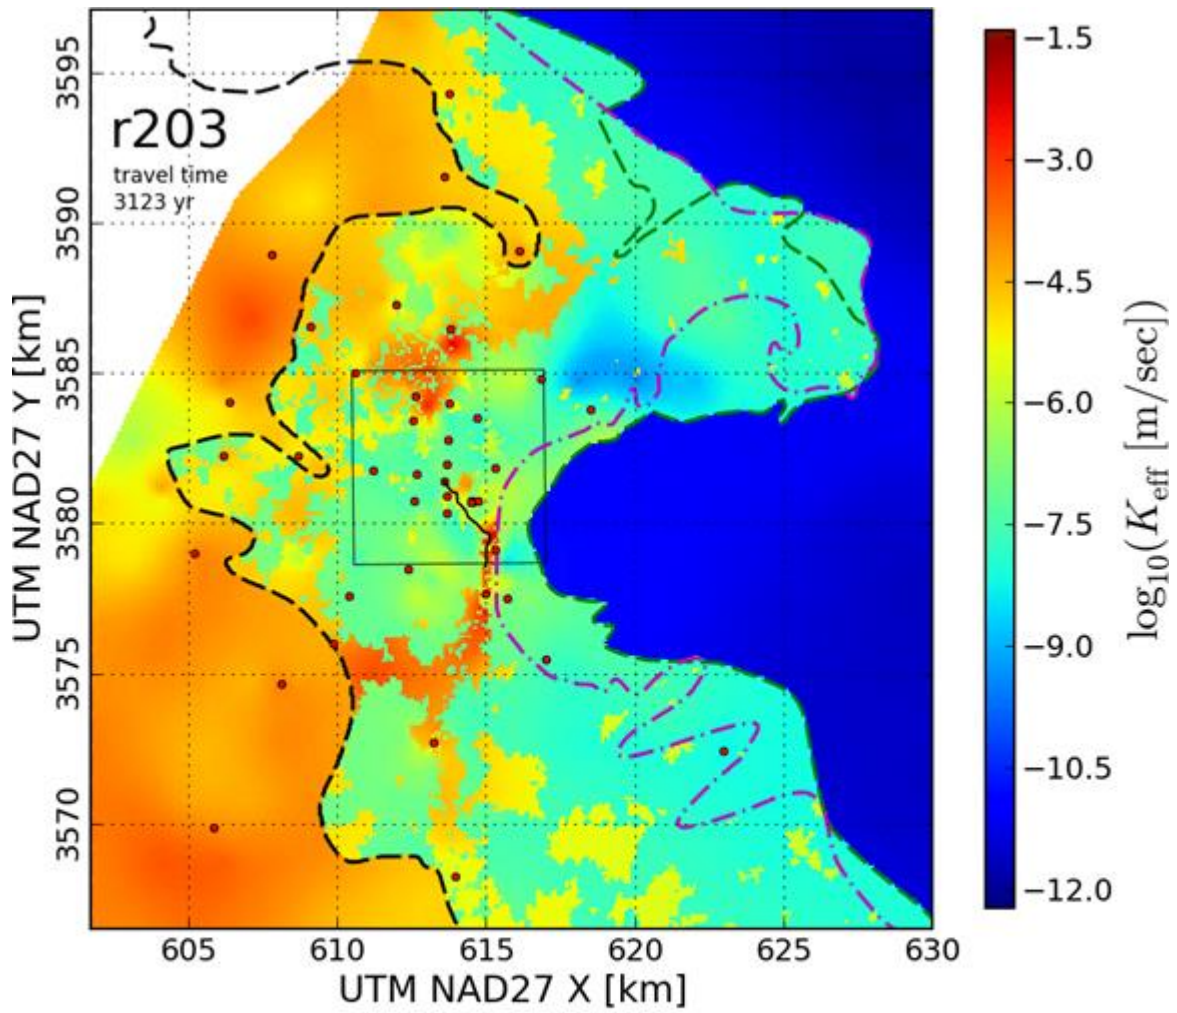 r203
travel time
3123 yr
3595
3590
3585
3580
3575
3570
UTM NAD27 Y [km]
605 610 615 620 625 630
UTM NAD27 X [km]
−1.5
−3.0
−4.5
−6.0
−7.5
−9.0
−10.5
−12.0
log₁₀(K_eff [m/sec])